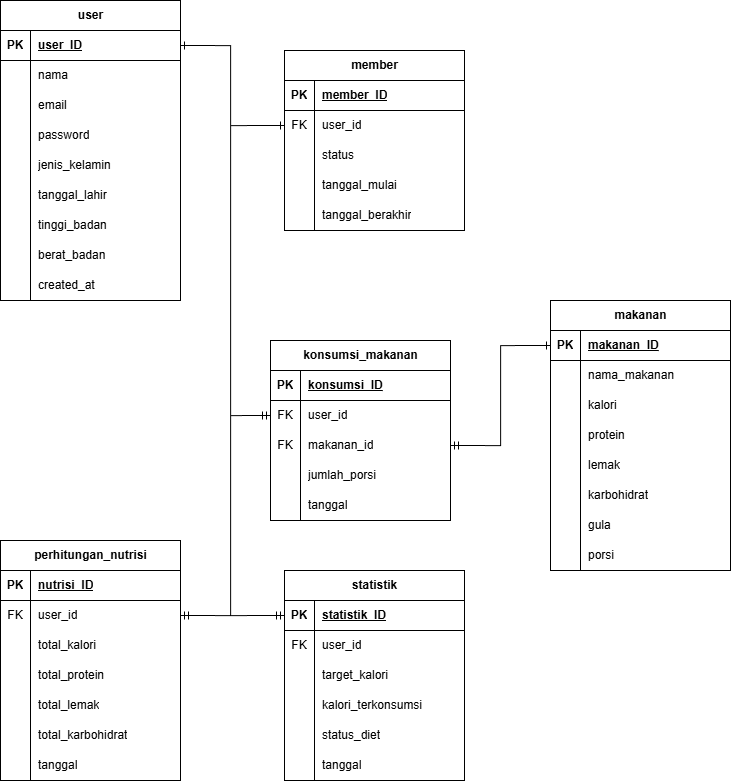 user
PK user_ID
nama
email
password
jenis_kelamin
tanggal_lahir
tinggi_badan
berat_badan
created_at
member
PK member_ID
FK user_id
status
tanggal_mulai
tanggal_berakhir
konsumsi_makanan
PK konsumsi_ID
FK user_id
FK makanan_id
jumlah_porsi
tanggal
makanan
PK makanan_ID
nama_makanan
kalori
protein
lemak
karbohidrat
gula
porsi
perhitungan_nutrisi
PK nutrisi_ID
FK user_id
total_kalori
total_protein
total_lemak
total_karbohidrat
tanggal
statistik
PK statistik_ID
FK user_id
target_kalori
kalori_terkonsumsi
status_diet
tanggal